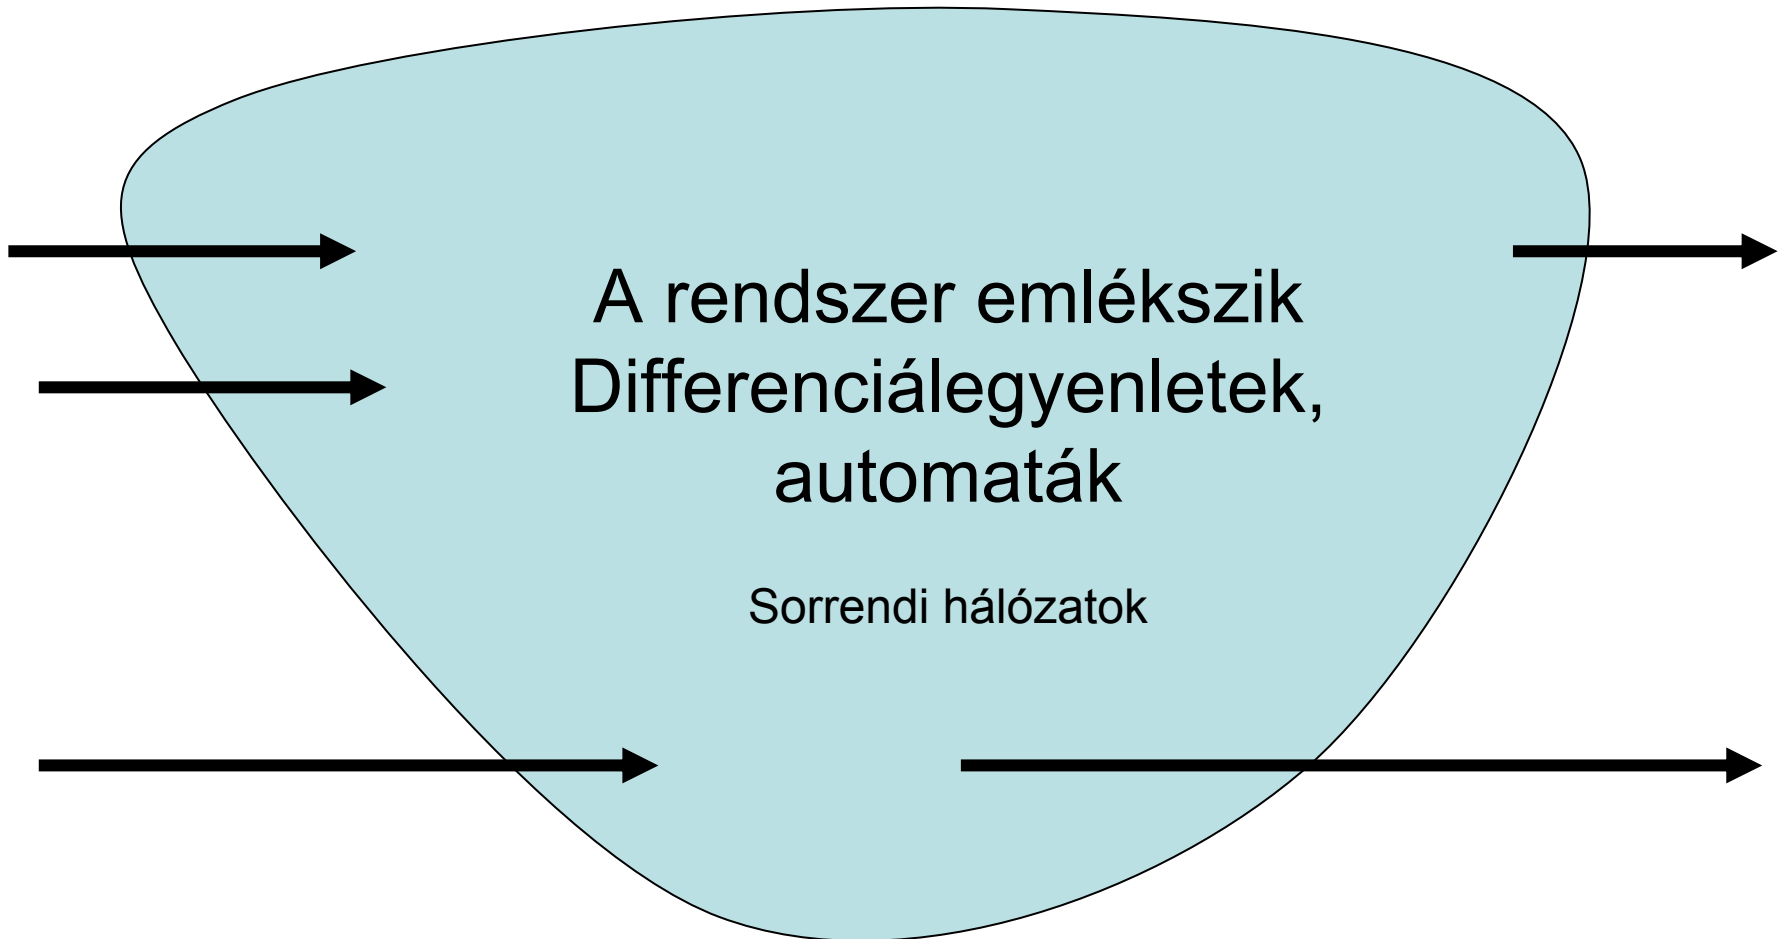 A rendszer emlékszik
Differenciálegyenletek,
automaták
Sorrendi hálózatok